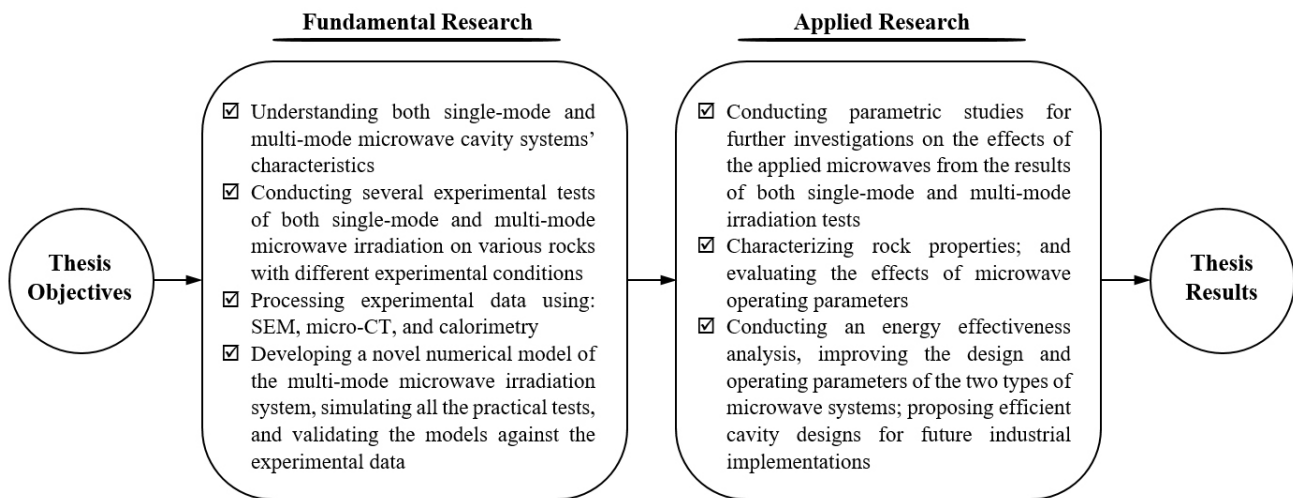 Fundamental Research
Applied Research
Thesis
Objectives
☑ Understanding both single-mode and
multi-mode microwave cavity systems’
characteristics
☑ Conducting several experimental tests
of both single-mode and multi-mode
microwave irradiation on various rocks
with different experimental conditions
☑ Processing experimental data using:
SEM, micro-CT, and calorimetry
☑ Developing a novel numerical model of
the multi-mode microwave irradiation
system, simulating all the practical tests,
and validating the models against the
experimental data
☑ Conducting parametric studies for
further investigations on the effects of
the applied microwaves from the results
of both single-mode and multi-mode
irradiation tests
☑ Characterizing rock properties; and
evaluating the effects of microwave
operating parameters
☑ Conducting an energy effectiveness
analysis, improving the design and
operating parameters of the two types of
microwave systems; proposing efficient
cavity designs for future industrial
implementations
Thesis
Results